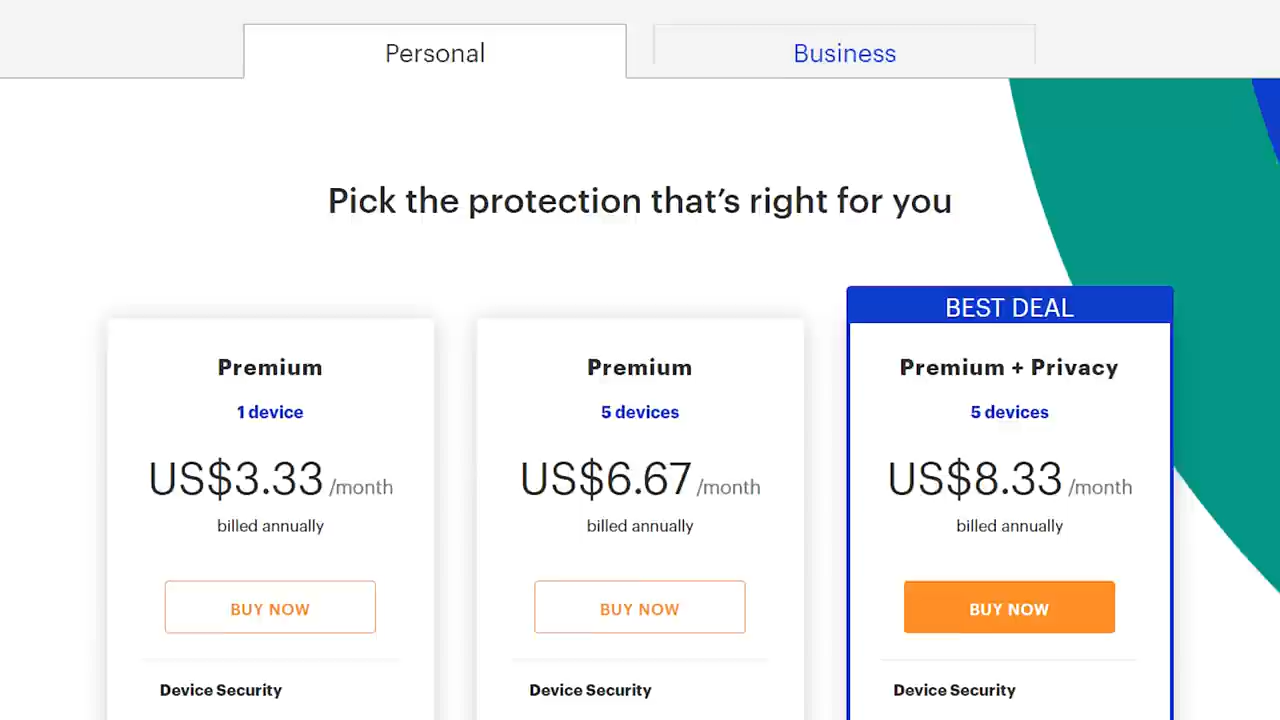 Personal
Business
Pick the protection that’s right for you
Premium
1 device
US$3.33 /month
billed annually
BUY NOW
Device Security
Premium
5 devices
US$6.67 /month
billed annually
BUY NOW
Device Security
BEST DEAL
Premium + Privacy
5 devices
US$8.33 /month
billed annually
BUY NOW
Device Security